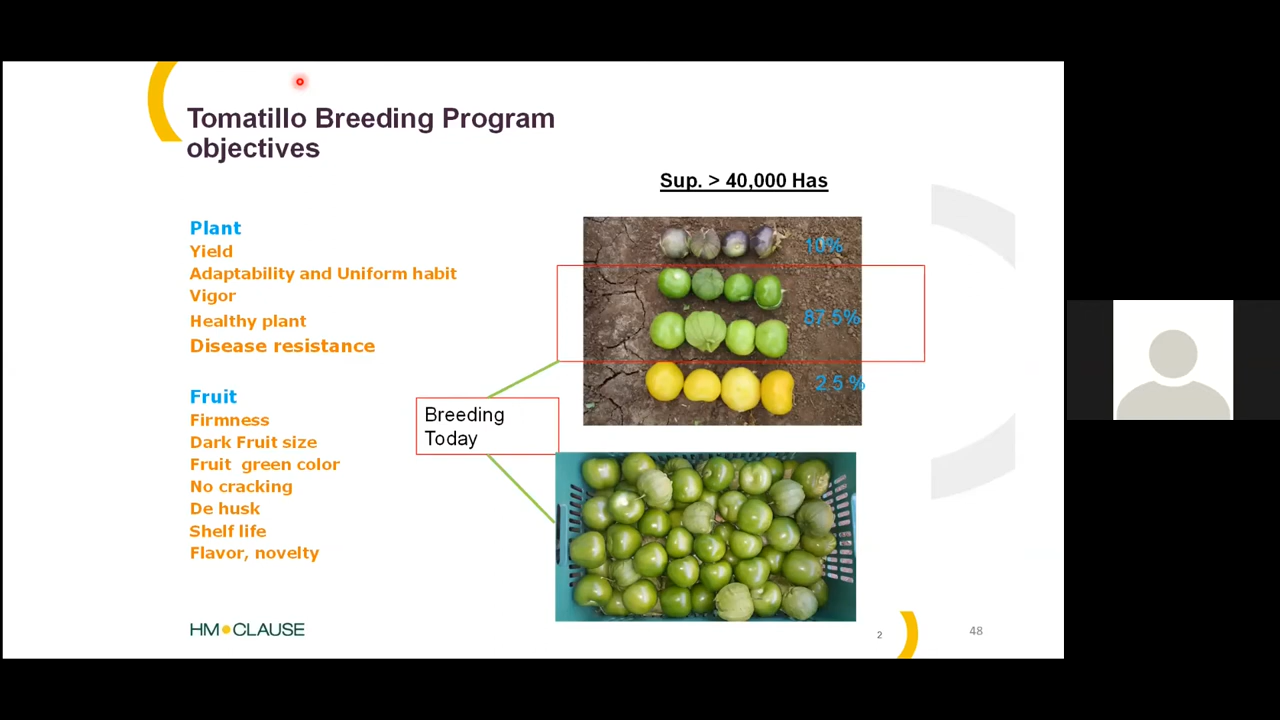 Tomatillo Breeding Program
objectives
Sup. > 40,000 Has
Plant
Yield
Adaptability and Uniform habit
Vigor
Healthy plant
Disease resistance
Fruit
Firmness
Dark Fruit size
Fruit green color
No cracking
De husk
Shelf life
Flavor, novelty
Breeding
Today
10%
87.5%
2.5 %
HM CLAUSE
2
48